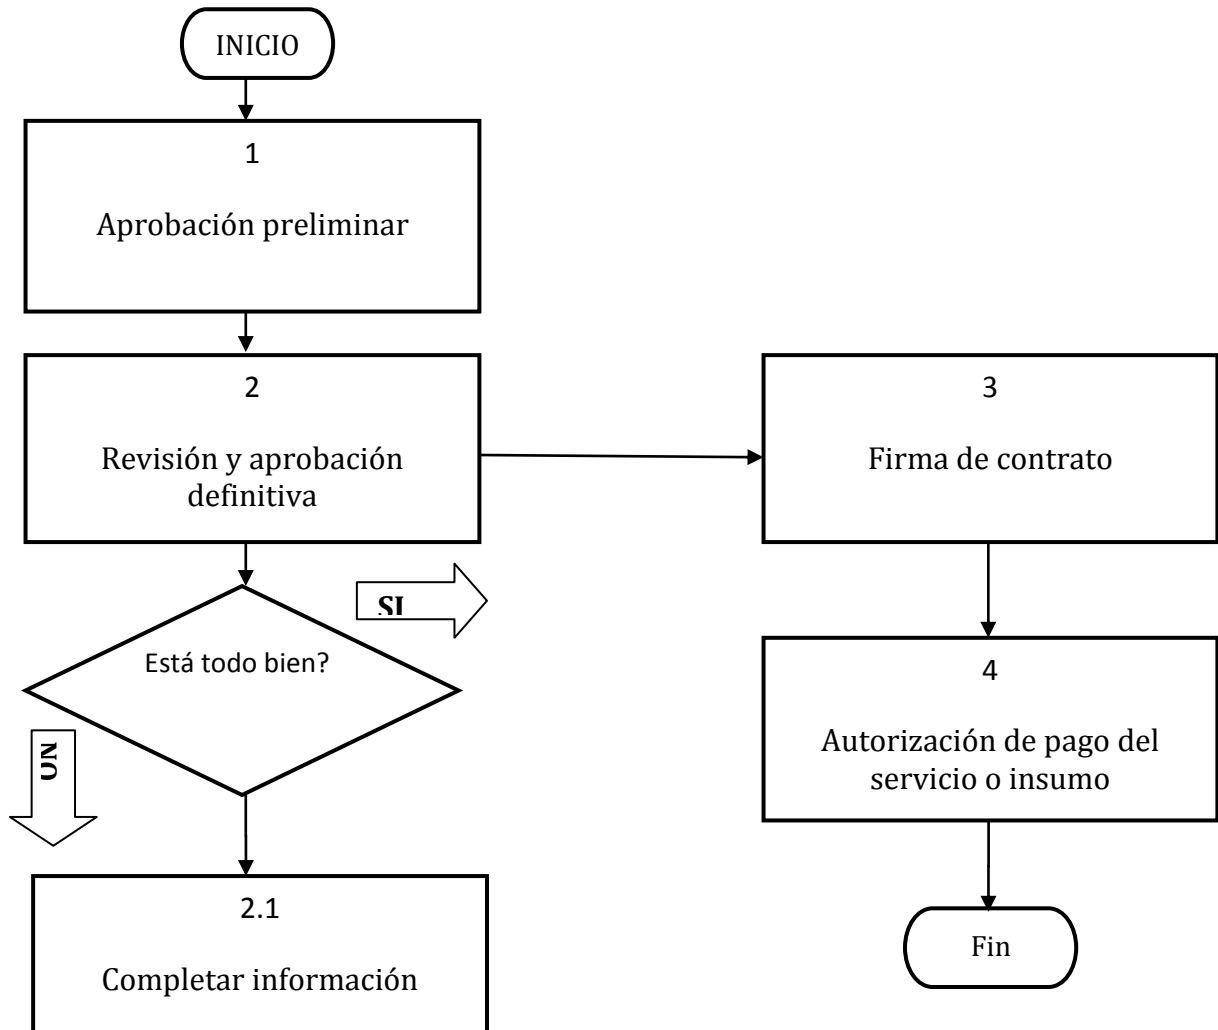 INICIO
1
Aprobación preliminar
2
Revisión y aprobación
definitiva
3
Firma de contrato
SI
Está todo bien?
NO
4
Autorización de pago del
servicio o insumo
2.1
Completar información
Fin